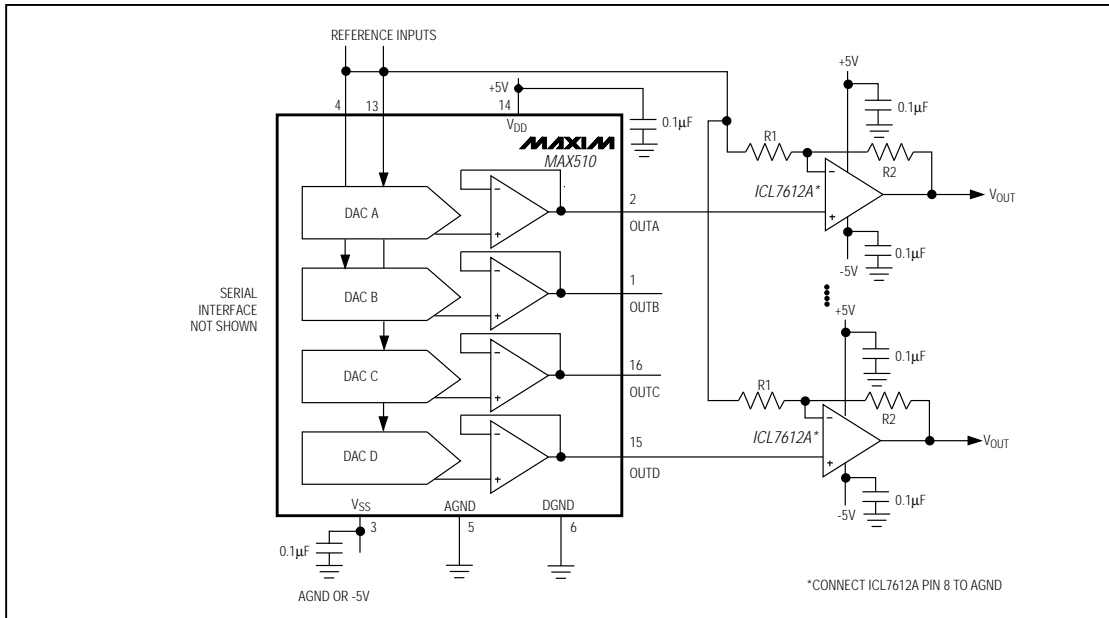 REFERENCE INPUTS
4
13
+5V
14
VDD
0.1µF
MAXIM
MAX510
+5V
0.1µF
R1
R2
ICL7612A*
VOUT
0.1µF
-5V
DAC A
2
OUTA
DAC B
1
OUTB
SERIAL
INTERFACE
NOT SHOWN
DAC C
16
OUTC
DAC D
15
OUTD
+5V
0.1µF
R1
R2
ICL7612A*
VOUT
0.1µF
-5V
VSS
3
AGND
5
DGND
6
0.1µF
AGND OR -5V
*CONNECT ICL7612A PIN 8 TO AGND